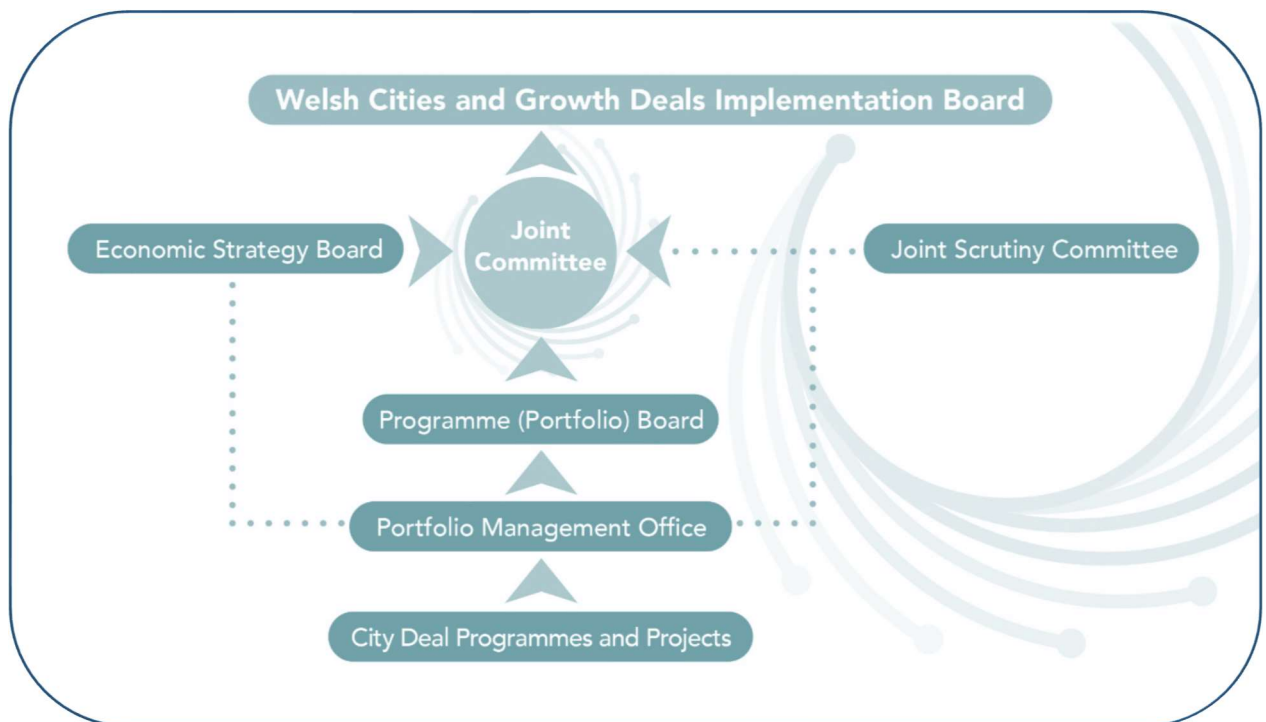 Welsh Cities and Growth Deals Implementation Board
Economic Strategy Board
Joint
Committee
Joint Scrutiny Committee
Programme (Portfolio) Board
Portfolio Management Office
City Deal Programmes and Projects